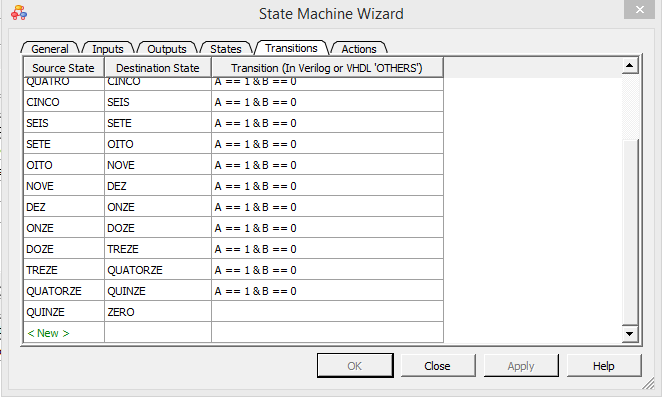 State Machine Wizard
General Inputs Outputs States Transitions Actions
Source State Destination State Transition (In Verilog or VHDL 'OTHERS')
QUATRO CINCO A == 1 & B == 0
CINCO SEIS A == 1 & B == 0
SEIS SETE A == 1 & B == 0
SETE OITO A == 1 & B == 0
OITO NOVE A == 1 & B == 0
NOVE DEZ A == 1 & B == 0
DEZ ONZE A == 1 & B == 0
ONZE DOZE A == 1 & B == 0
DOZE TREZE A == 1 & B == 0
TREZE QUATORZE A == 1 & B == 0
QUATORZE QUINZE A == 1 & B == 0
QUINZE ZERO
< New >
OK Close Apply Help